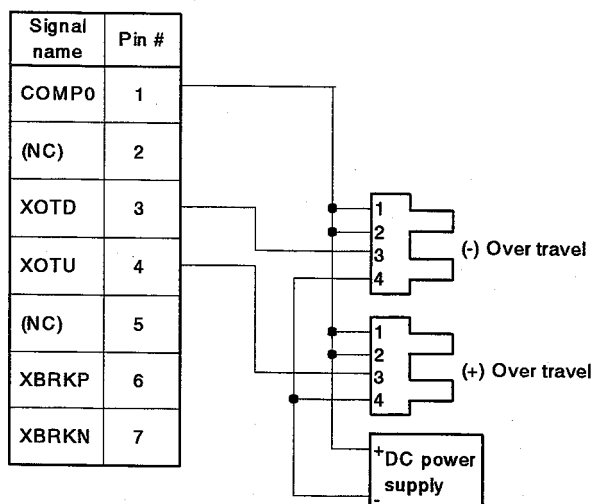 Signal name Pin #
COMP0 1
(NC) 2
XOTD 3
XOTU 4
(NC) 5
XBRKP 6
XBRKN 7
1
2
3
4
(-) Over travel
1
2
3
4
(+) Over travel
+DC power
supply
-